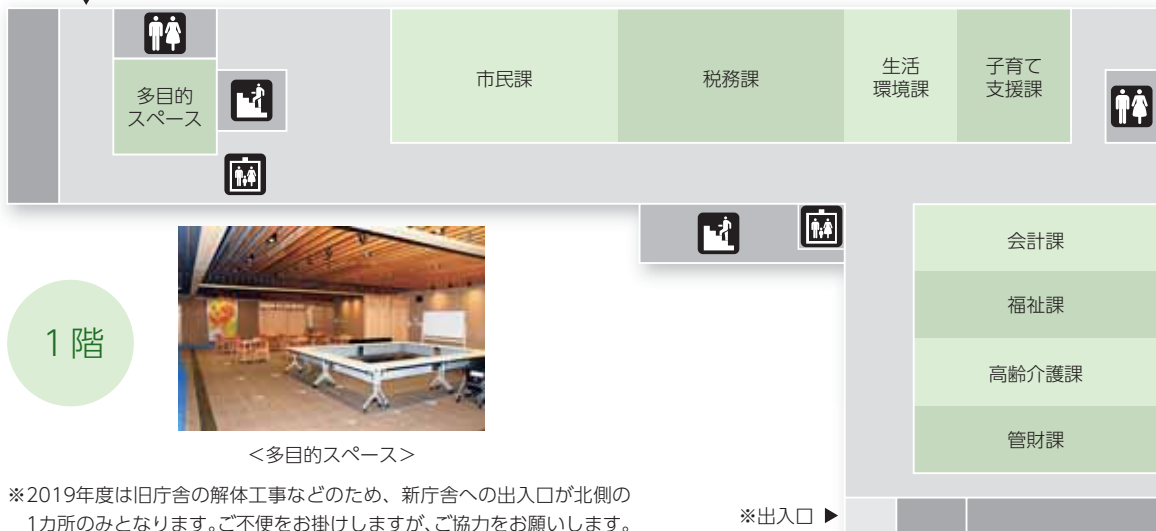 多目的
スペース
市民課
税務課
生活
環境課
子育て
支援課
会計課
福祉課
高齢介護課
管財課
1階
＜多目的スペース＞
※2019年度は旧庁舎の解体工事などのため、新庁舎への出入口が北側の
1カ所のみとなります。ご不便をお掛けしますが、ご協力をお願いします。
※出入口 ▶